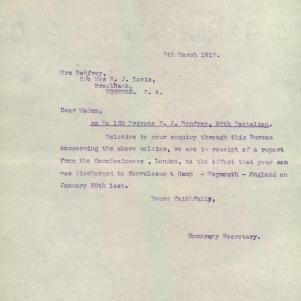 8th March 1917.
Mrs Renfrey,
C/o Mrs R. J. Lewis,
Brookbank,
NORWOOD. S. A.
Dear Madam,
re No 153 Private E. J. Renfrey, 27th Battalion.
Relative to your enquiry through this Bureau
concerning the above soldier, we are in receipt of a report
from the Commissioners , London, to the effect that your son
was discharged to Convalescent Camp - Weymouth - England on
January 20th last.
Yours faithfully,
Honorary Secretary.